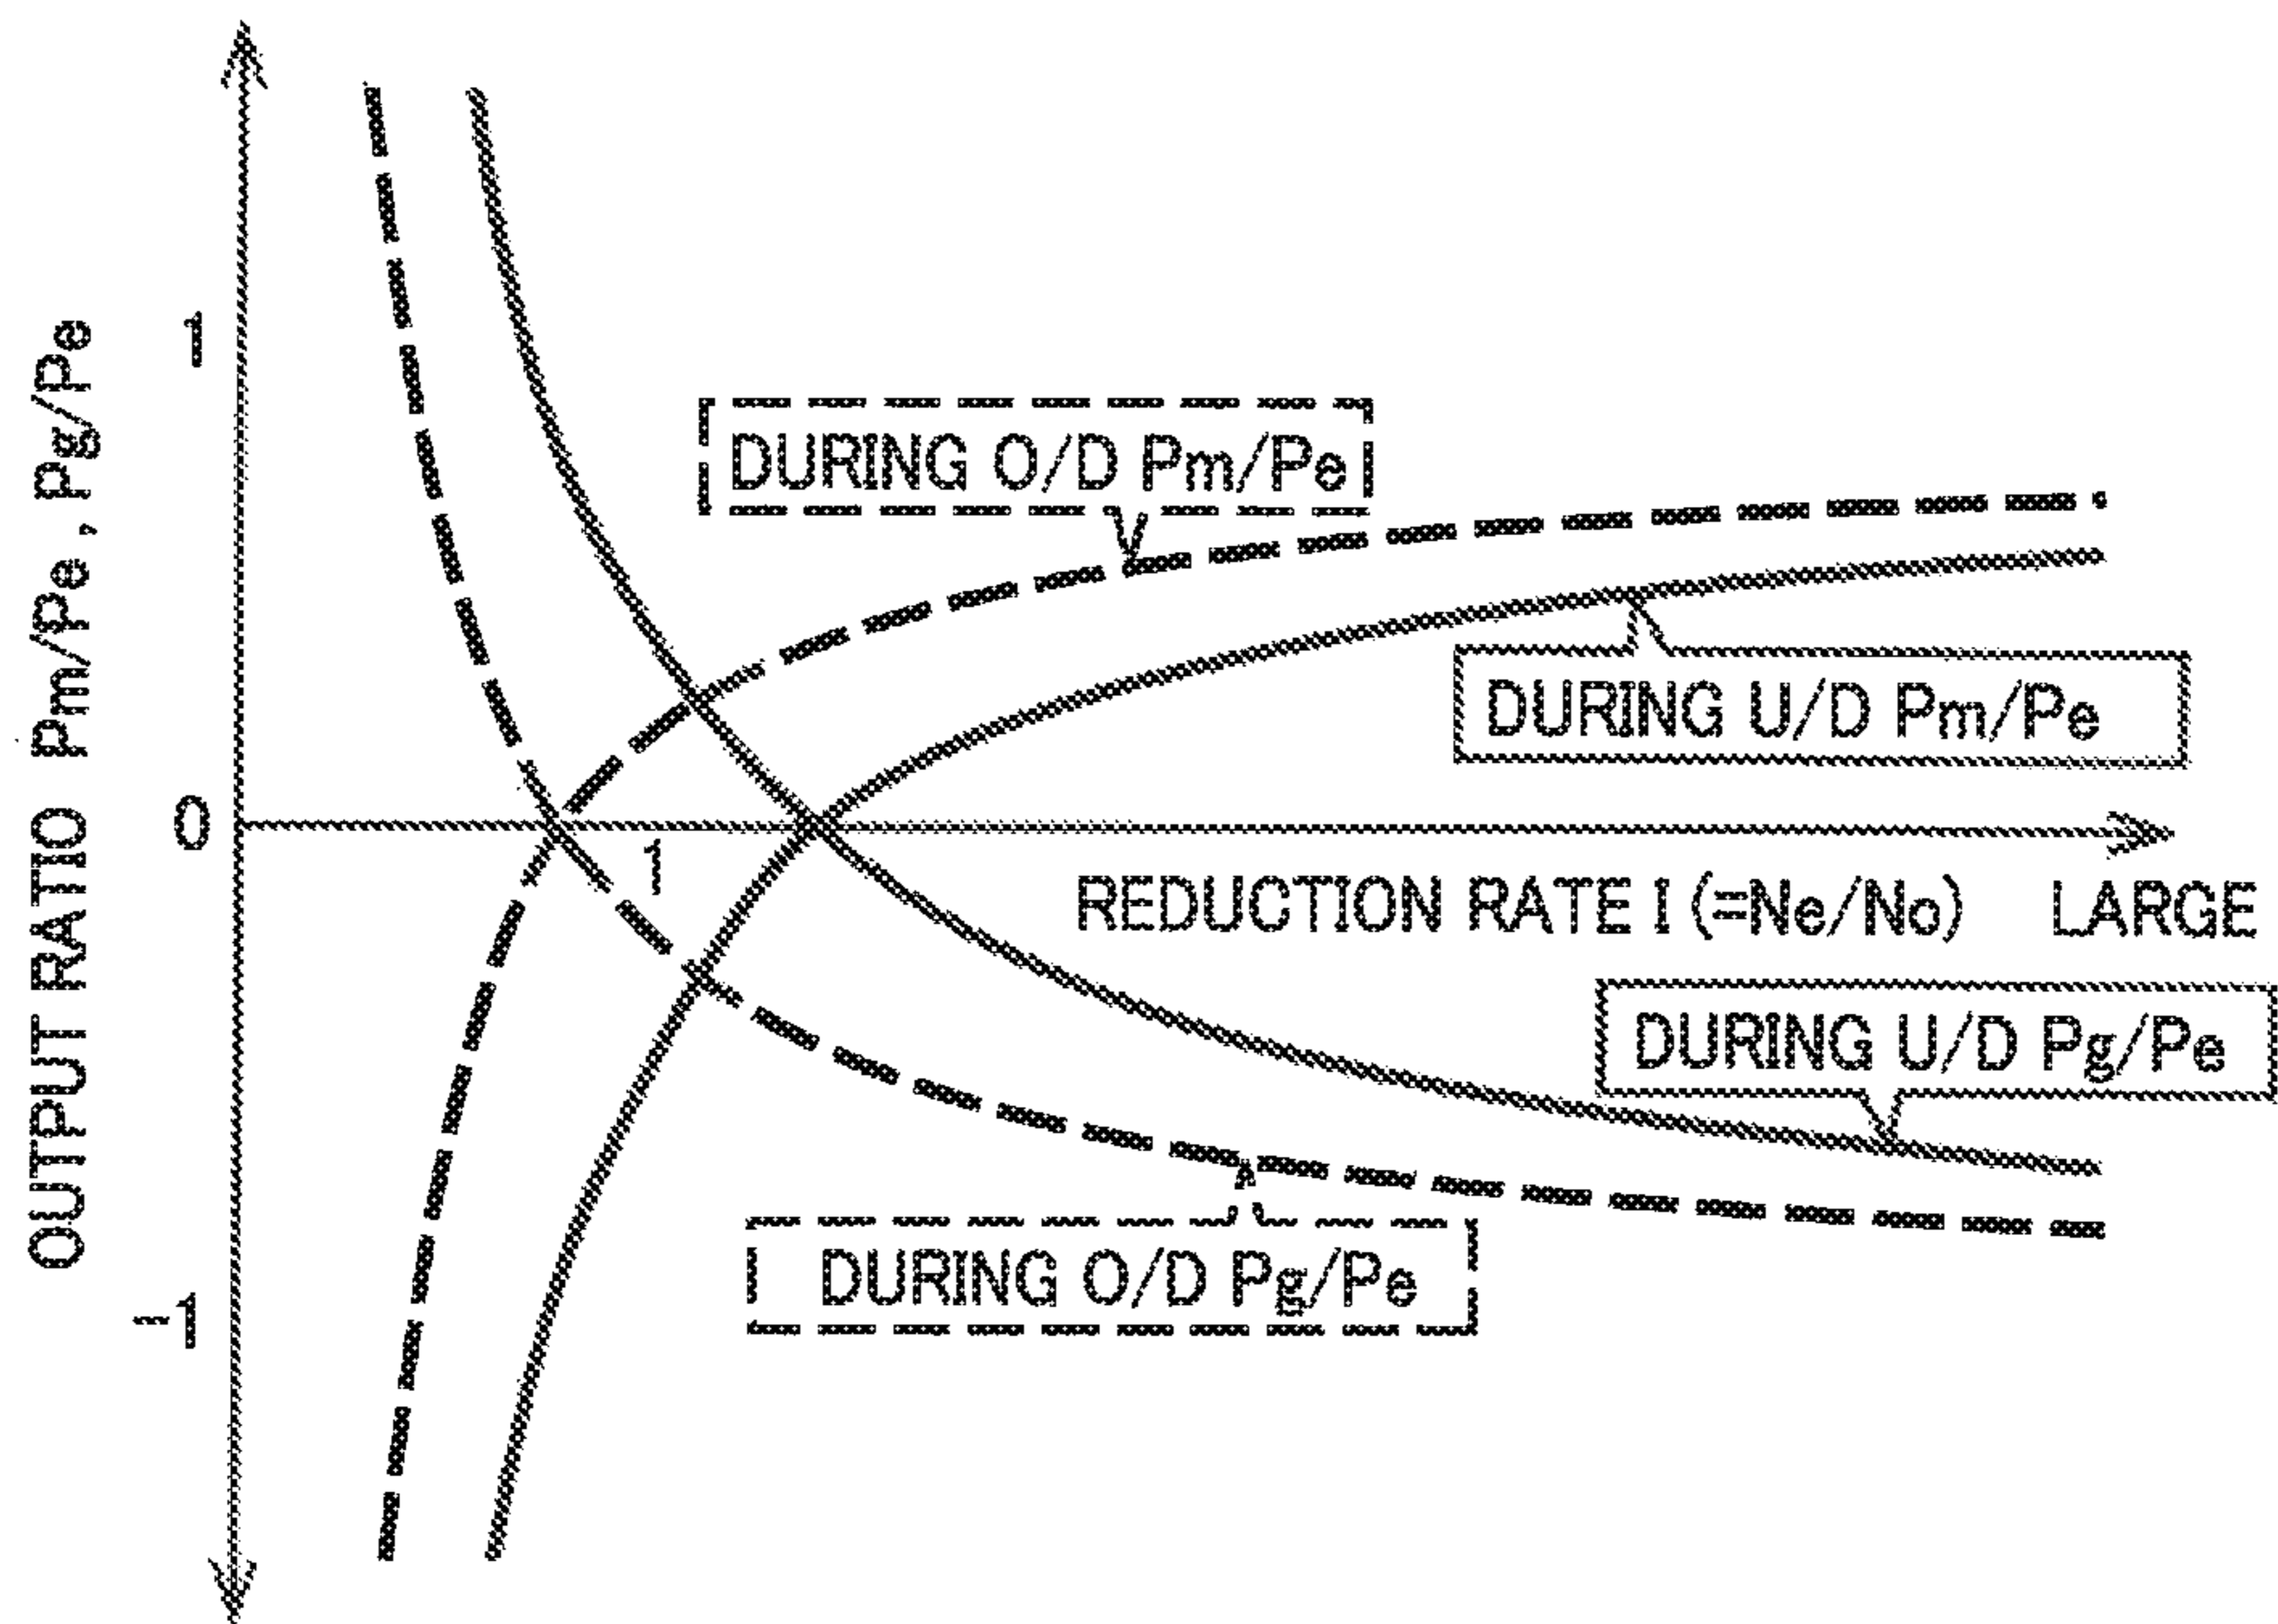 OUTPUT RATIO Pm/Pe , Pg/Pe
1
DURING O/D Pm/Pe
DURING U/D Pm/Pe
0
1
REDUCTION RATE I (=Ne/No) LARGE
DURING U/D Pg/Pe
DURING O/D Pg/Pe
-1